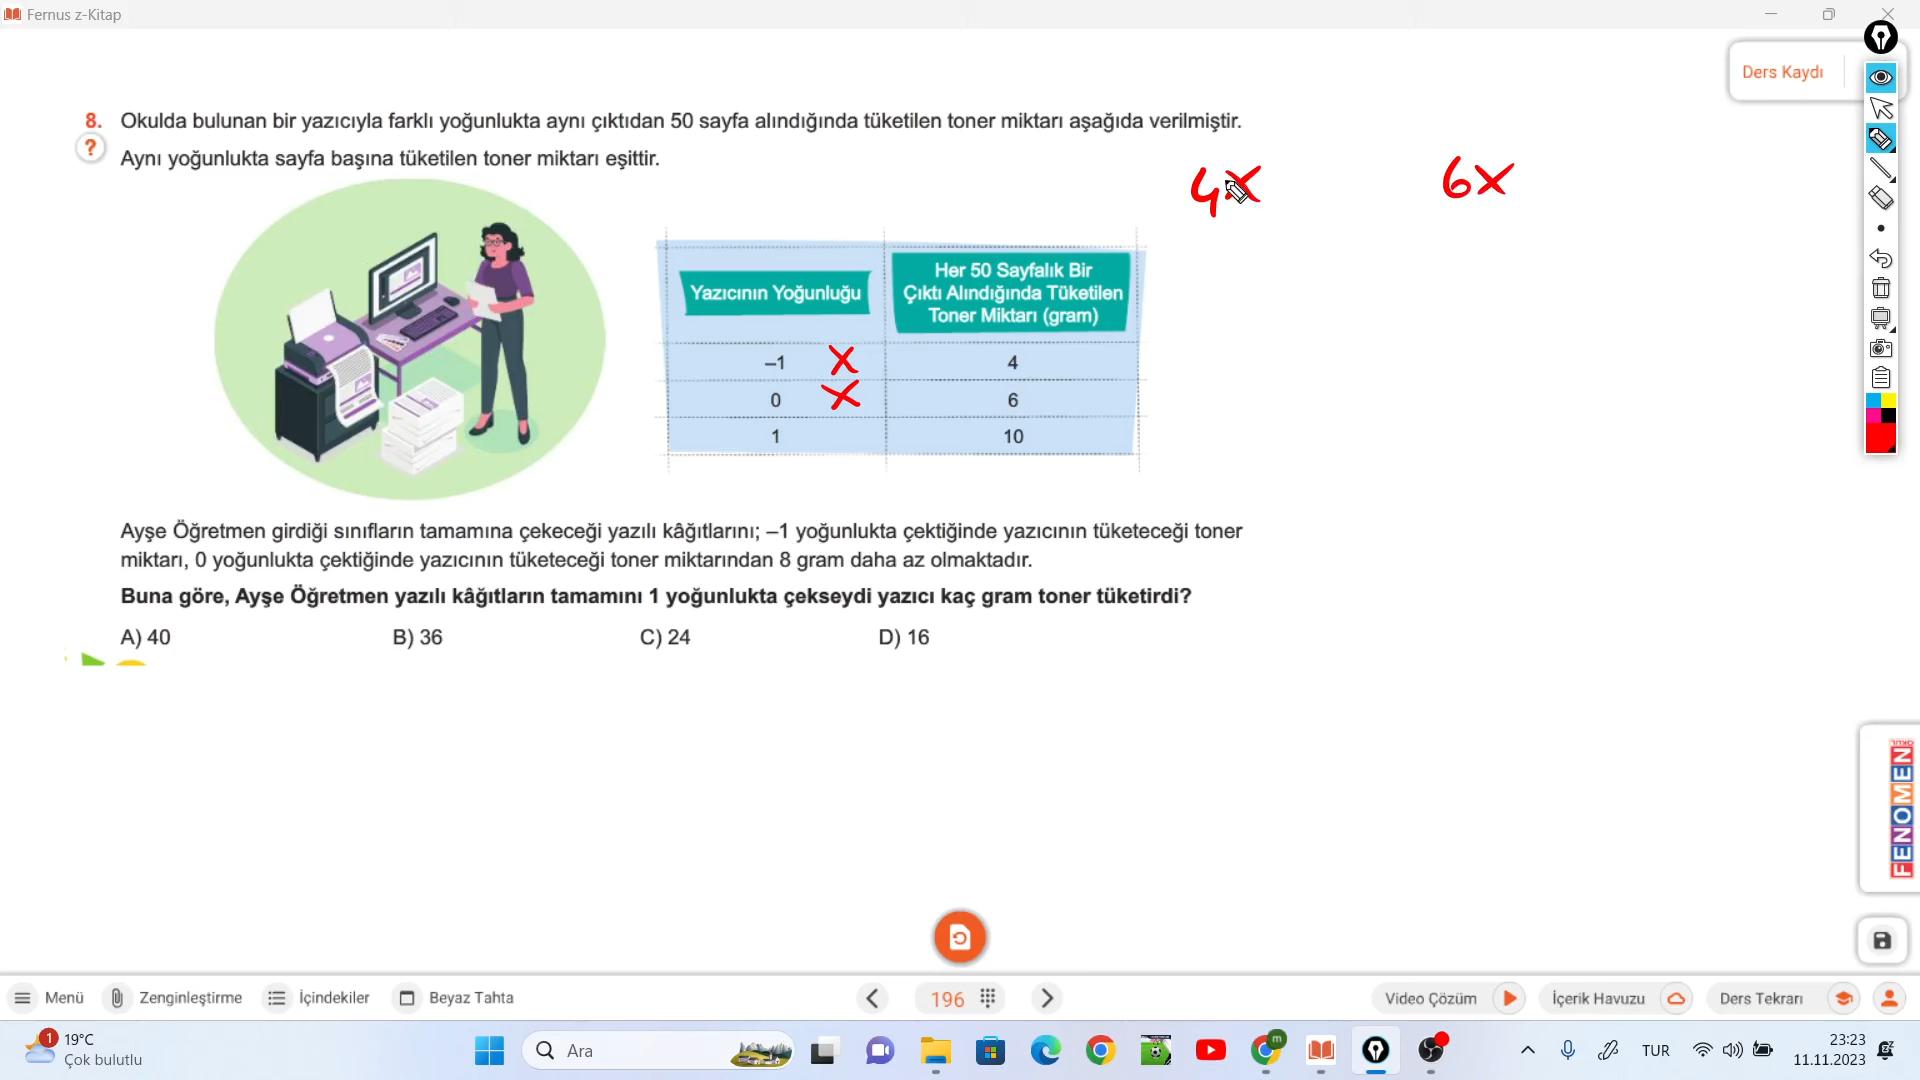 Fernus z-Kitap
Ders Kaydı
8. Okulda bulunan bir yazıcıyla farklı yoğunlukta aynı çıktıdan 50 sayfa alındığında tüketilen toner miktarı aşağıda verilmiştir.
? Aynı yoğunlukta sayfa başına tüketilen toner miktarı eşittir.
4x 6x
Yazıcının Yoğunluğu
Her 50 Sayfalık Bir
Çıktı Alındığında Tüketilen
Toner Miktarı (gram)
–1 x 4
0 x 6
1 10
Ayşe Öğretmen girdiği sınıfların tamamına çekeceği yazılı kâğıtlarını; –1 yoğunlukta çektiğinde yazıcının tüketeceği toner
miktarı, 0 yoğunlukta çektiğinde yazıcının tüketeceği toner miktarından 8 gram daha az olmaktadır.
Buna göre, Ayşe Öğretmen yazılı kâğıtların tamamını 1 yoğunlukta çekseydi yazıcı kaç gram toner tüketirdi?
A) 40 B) 36 C) 24 D) 16
FENOMEN
OKUL
Menü Zenginleştirme İçindekiler Beyaz Tahta 196 Video Çözüm İçerik Havuzu Ders Tekrarı
1 19°C
Çok bulutlu
Ara
m
TUR
23:23
11.11.2023